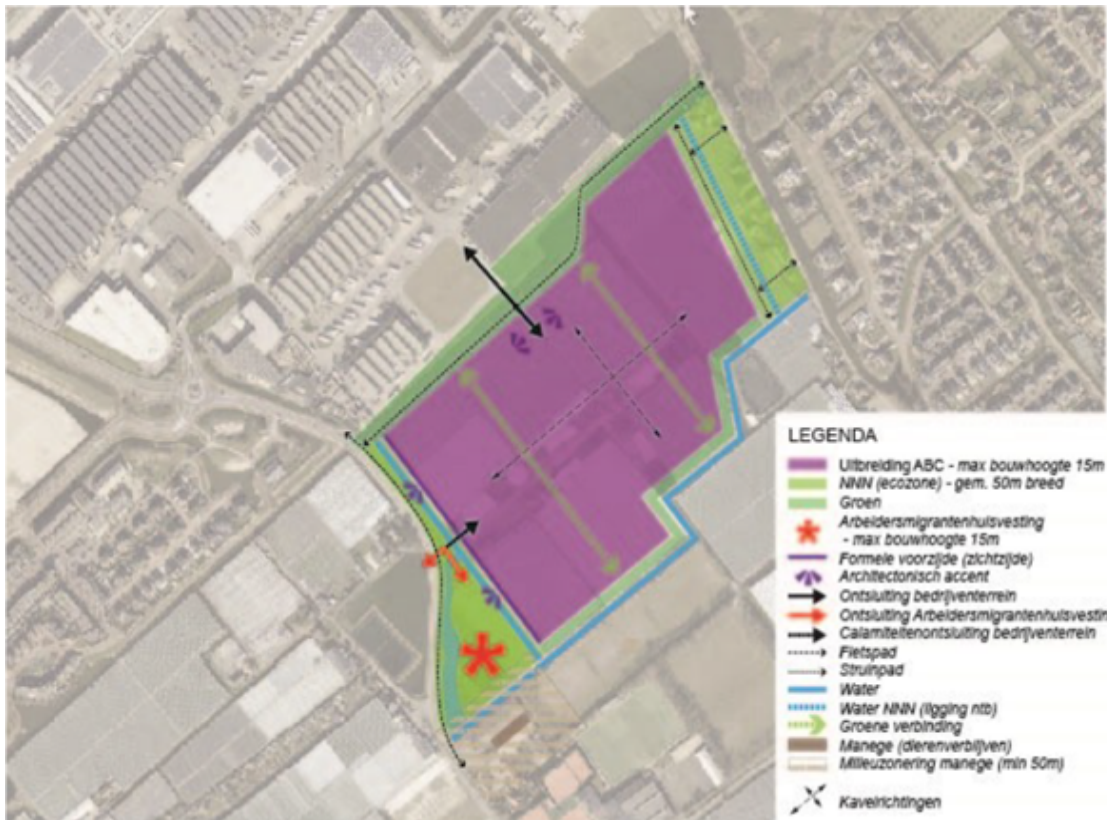 LEGENDA
Uitbreiding ABC - max bouwhoogte 15m
NNN (ecozone) - gem. 50m breed
Groen
Arbeidersmigrantenhuisvesting
- max bouwhoogte 15m
Formele voorzijde (zichtzijde)
Architectonisch accent
Ontsluiting bedrijventerrein
Ontsluiting Arbeidersmigrantenhuisvesting
Calamiteitenontsluiting bedrijventerrein
Fietspad
Struinpad
Water
Water NNN (ligging ntb)
Groene verbinding
Manege (dierenverblijven)
Milieuzonering manege (min 50m)
Kavelrichtingen